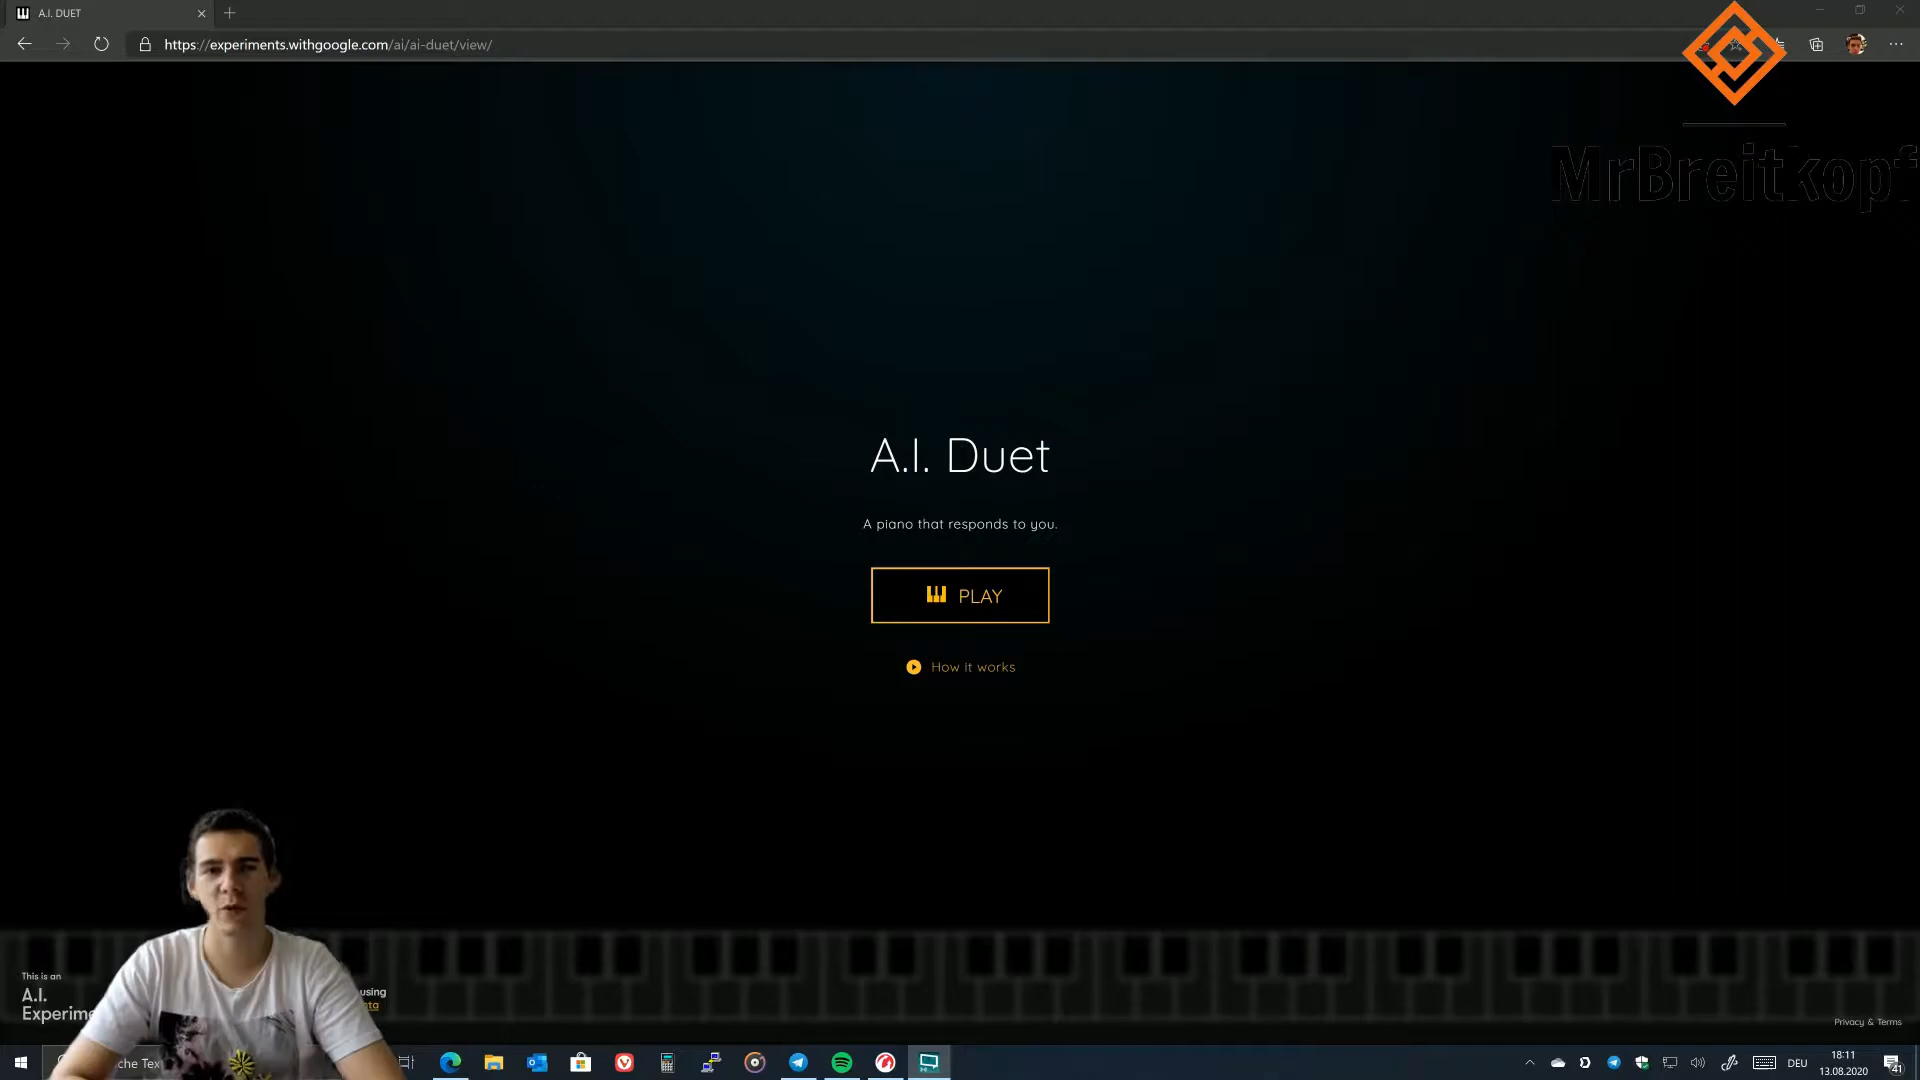 A.I. DUET
https://experiments.withgoogle.com/ai/ai-duet/view/
MrBreitkopf
A.I. Duet
A piano that responds to you.
PLAY
How it works
This is an
A.I.
using
Privacy & Terms
DEU
18:11
13.08.2020
41